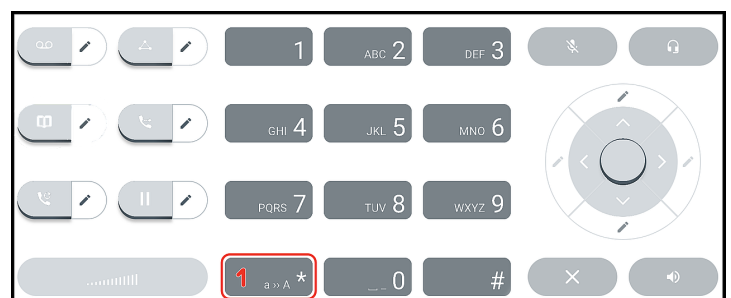 1
ABC 2
DEF 3
GHI 4
JKL 5
MNO 6
PQRS 7
TUV 8
WXYZ 9
1 a ›› A *
0
#